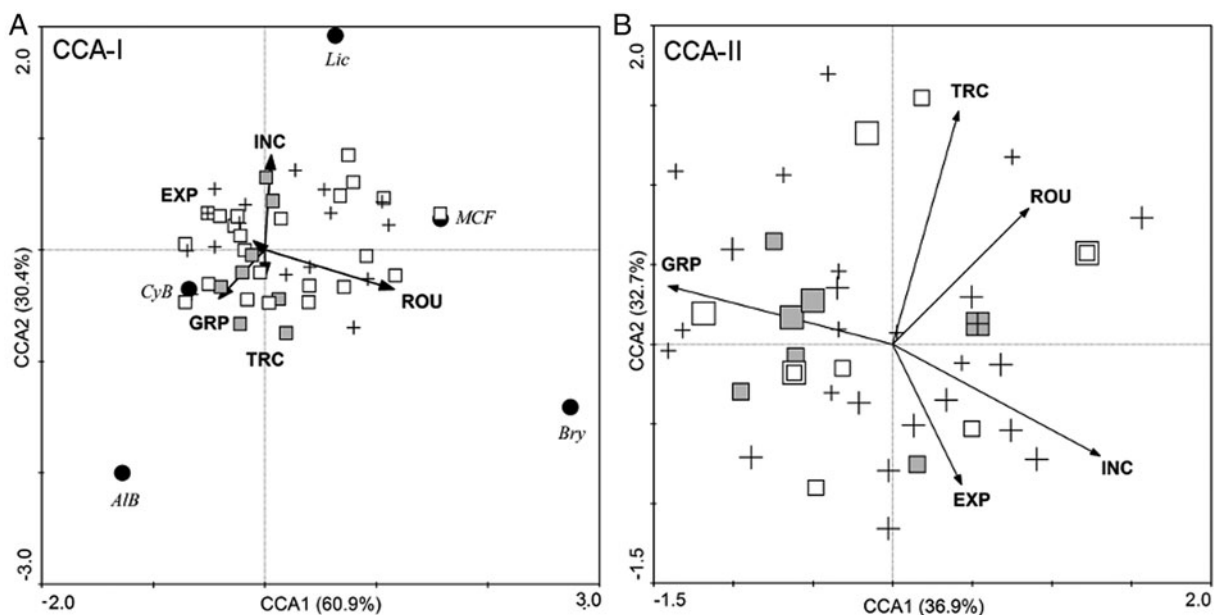 A
CCA-I
2.0
CCA2 (30.4%)
-3.0
-2.0
CCA1 (60.9%)
3.0
Lic
INC
EXP
MCF
CyB
ROU
GRP
TRC
Bry
AlB
B
CCA-II
2.0
CCA2 (32.7%)
-1.5
-1.5
CCA1 (36.9%)
2.0
TRC
ROU
GRP
INC
EXP